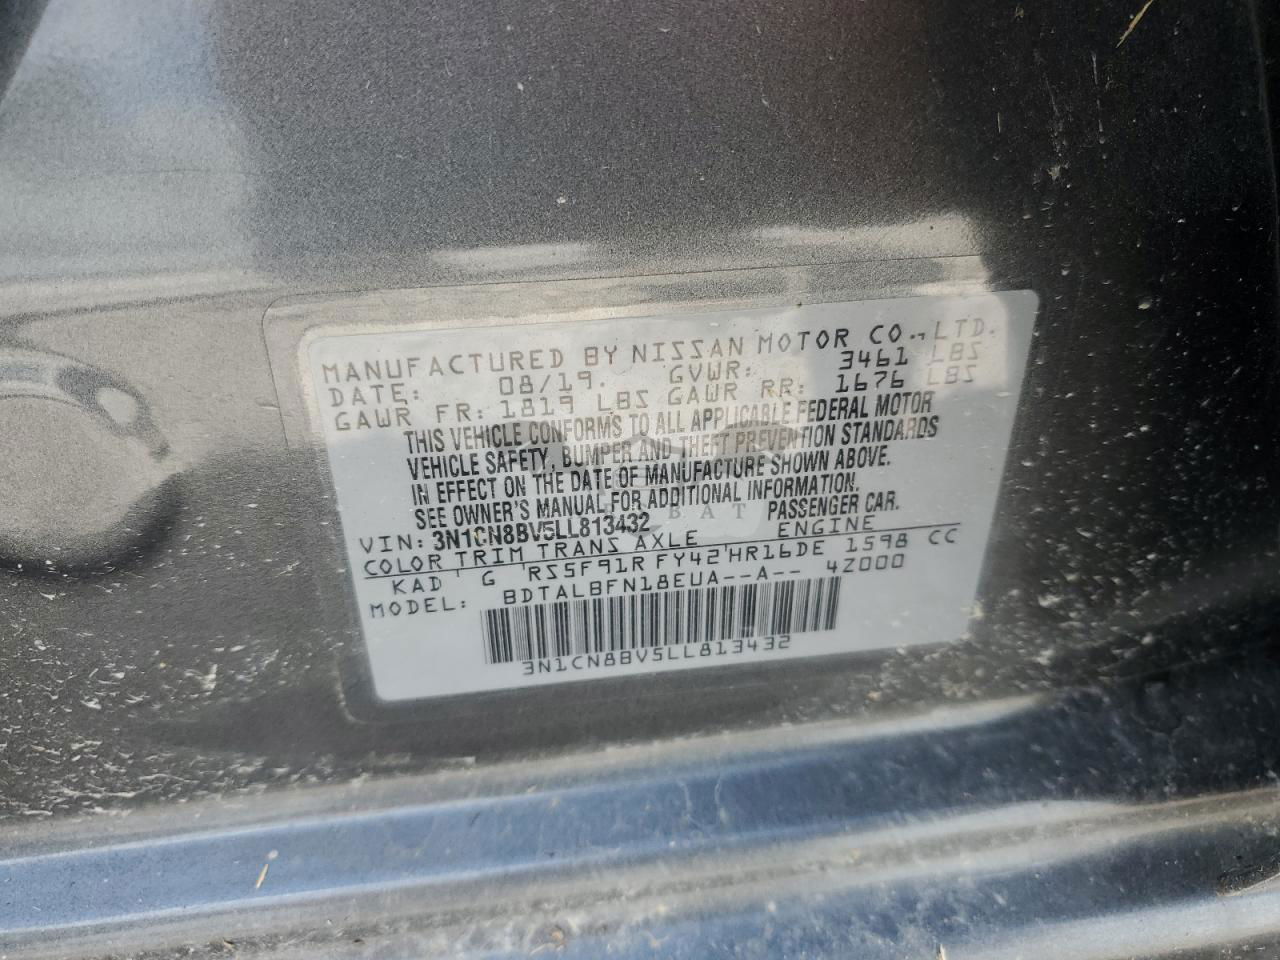 MANUFACTURED BY NISSAN MOTOR CO., LTD.
DATE: 08/19. GVWR: 3461 LBS
GAWR FR: 1819 LBS GAWR RR: 1676 LBS
THIS VEHICLE CONFORMS TO ALL APPLICABLE FEDERAL MOTOR
VEHICLE SAFETY, BUMPER AND THEFT PREVENTION STANDARDS
IN EFFECT ON THE DATE OF MANUFACTURE SHOWN ABOVE.
SEE OWNER'S MANUAL FOR ADDITIONAL INFORMATION.
VIN: 3N1CN8BV5LL813432 PASSENGER CAR.
COLOR TRIM TRANS AXLE ENGINE
KAD G RS5F91R FY42 HR16DE 1598 CC
MODEL: BDTALBFN18EUA--A-- 4Z000
3N1CN8BV5LL813432